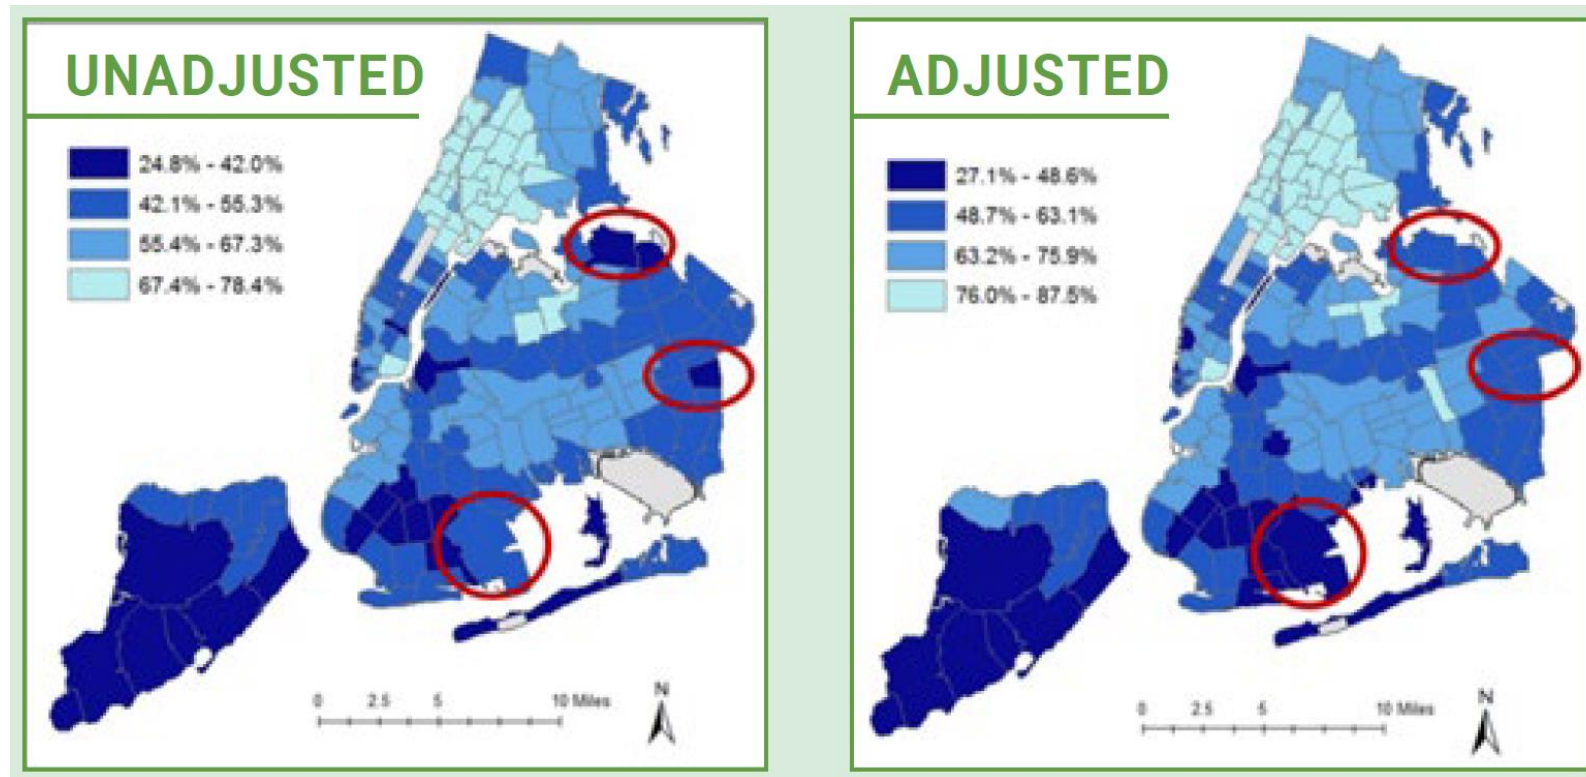 UNADJUSTED
24.8% - 42.0%
42.1% - 55.3%
55.4% - 67.3%
67.4% - 78.4%
0 2.5 5 10 Miles
N
ADJUSTED
27.1% - 48.6%
48.7% - 63.1%
63.2% - 75.9%
76.0% - 87.5%
0 2.5 5 10 Miles
N